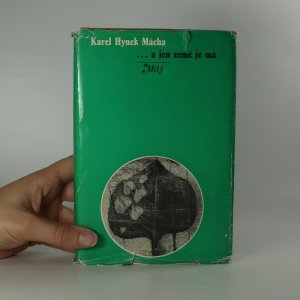 Karel Hynek Mácha
... a jen země je má
Máj